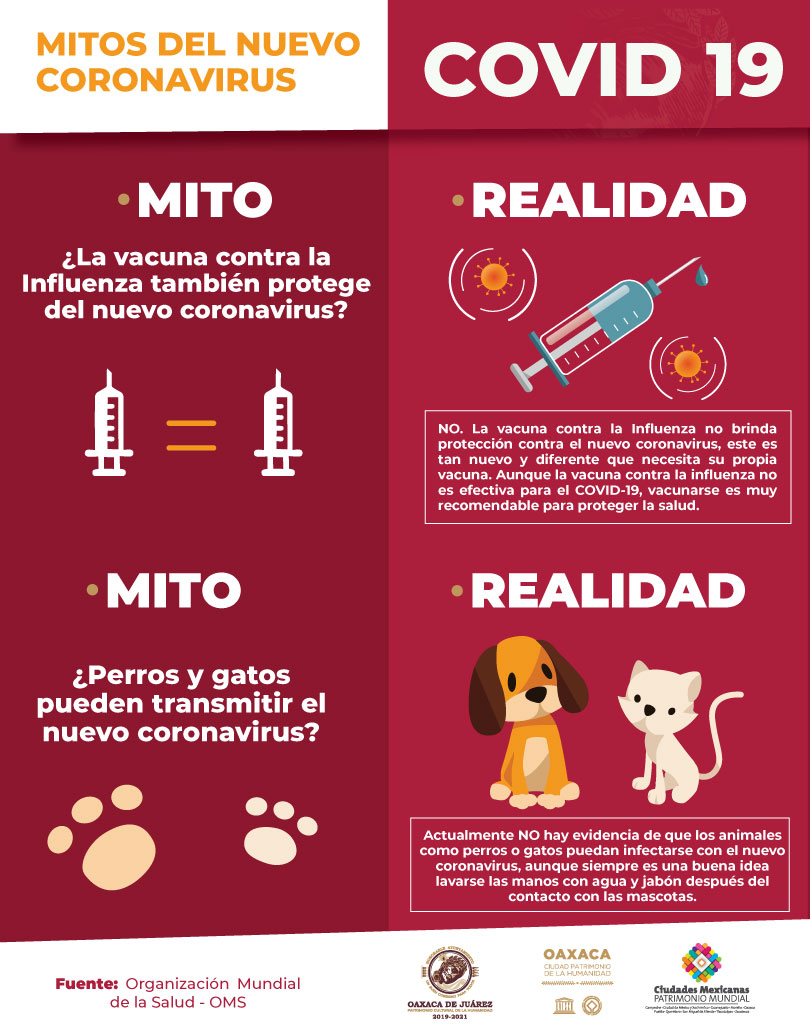 MITOS DEL NUEVO
CORONAVIRUS
COVID 19
• MITO
¿La vacuna contra la
Influenza también protege
del nuevo coronavirus?
• REALIDAD
NO. La vacuna contra la Influenza no brinda
protección contra el nuevo coronavirus, este es
tan nuevo y diferente que necesita su propia
vacuna. Aunque la vacuna contra la influenza no
es efectiva para el COVID-19, vacunarse es muy
recomendable para proteger la salud.
• MITO
¿Perros y gatos
pueden transmitir el
nuevo coronavirus?
• REALIDAD
Actualmente NO hay evidencia de que los animales
como perros o gatos puedan infectarse con el nuevo
coronavirus, aunque siempre es una buena idea
lavarse las manos con agua y jabón después del
contacto con las mascotas.
Fuente: Organización Mundial
de la Salud - OMS
OAXACA DE JUÁREZ
PATRIMONIO CULTURAL DE LA HUMANIDAD
2019-2021
OAXACA
CIUDAD PATRIMONIO
DE LA HUMANIDAD
Ciudades Mexicanas
PATRIMONIO MUNDIAL